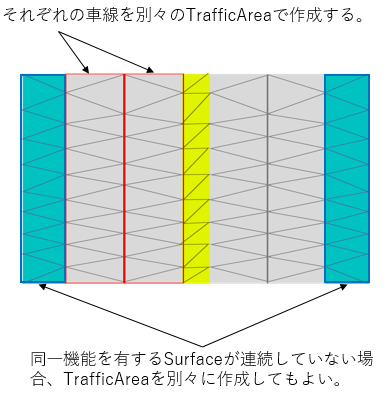 それぞれの車線を別々のTrafficAreaで作成する。
同一機能を有するSurfaceが連続していない場
合、TrafficAreaを別々に作成してもよい。